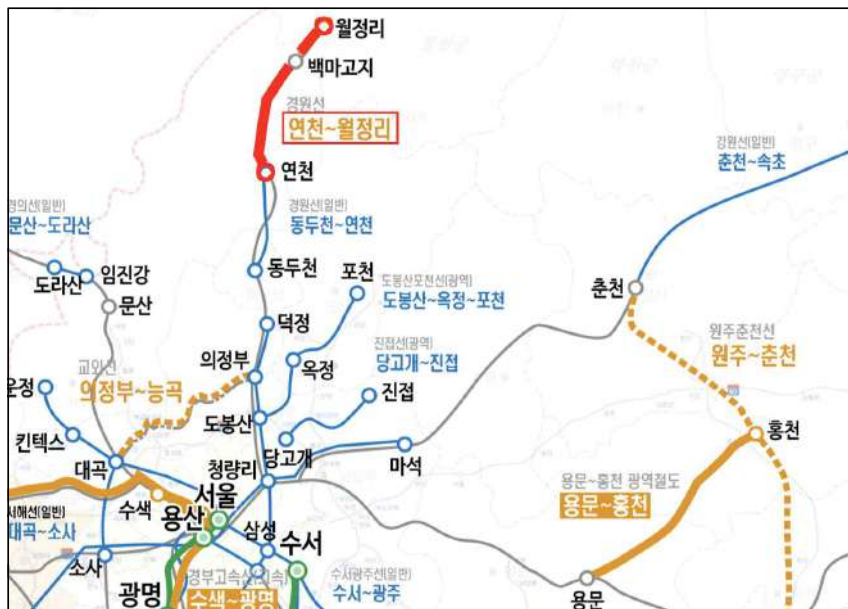 월정리
백마고지
경원선
연천~월정리
연천
강원선(일반)
춘천~속초
경의선(일반)
문산~도라산
경원선(일반)
동두천~연천
동두천
포천
도라산
임진강
문산
도봉산포천선(광역)
도봉산~옥정~포천
춘천
덕정
원주춘천선
원주~춘천
의정부
옥정
진접선(광역)
당고개~진접
교외선
의정부~능곡
운정
진접
도봉산
킨텍스
대곡
청량리
당고개
마석
홍천
용문~홍천 광역철도
용문~홍천
수색
서울
용산
서해선(일반)
대곡~소사
삼성
수서
소사
광명
경부고속선(고속)
수색~광명
수서광주선(일반)
수서~광주
용문